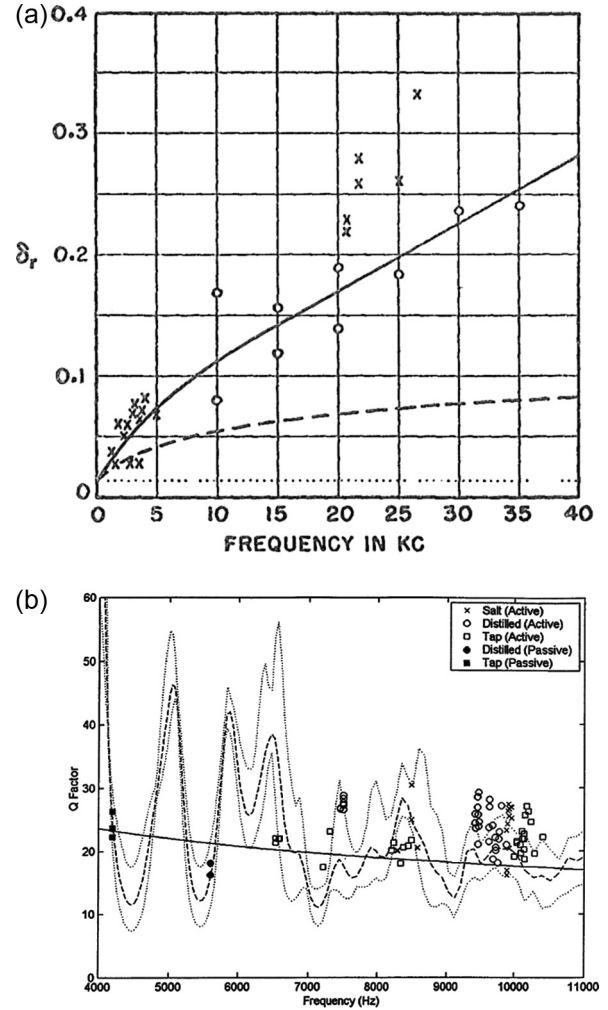 (a)
0.4
0.3
0.2
0.1
0
δr
0 5 10 15 20 25 30 35 40
FREQUENCY IN KC
(b)
60
50
40
30
20
10
0
Q Factor
Salt (Active)
Distilled (Active)
Tap (Active)
Distilled (Passive)
Tap (Passive)
4000 5000 6000 7000 8000 9000 10000 11000
Frequency (Hz)